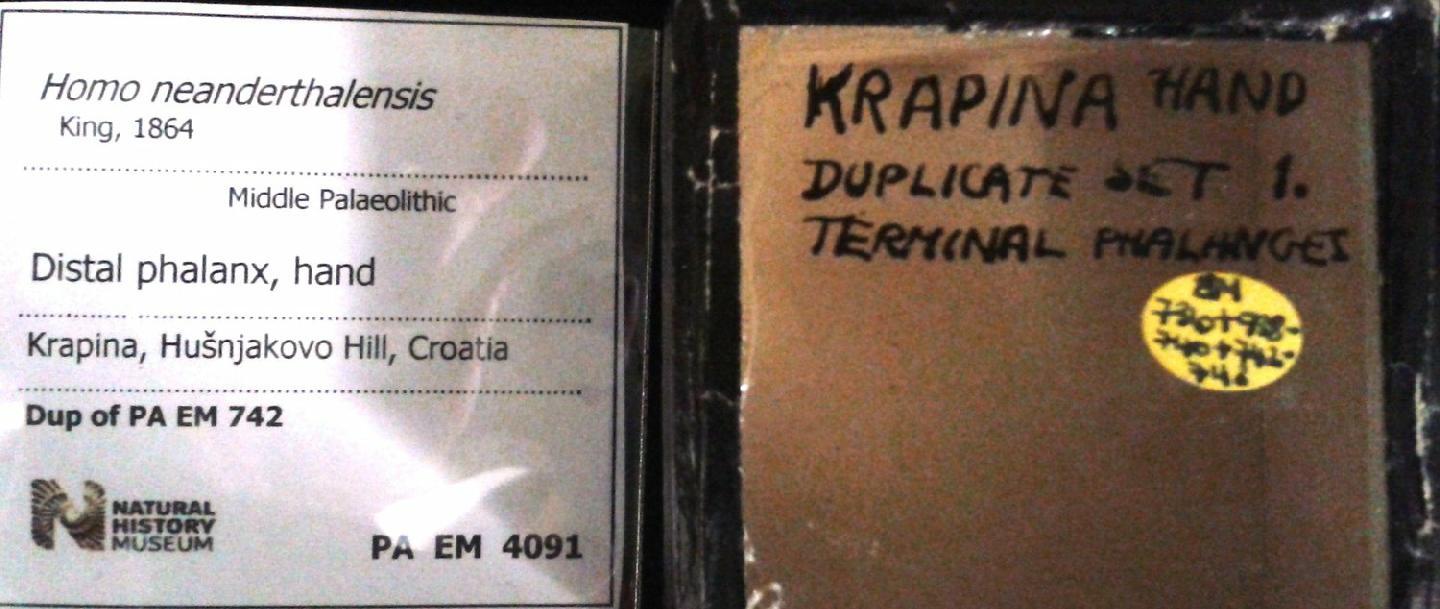 Homo neanderthalensis
King, 1864
Middle Palaeolithic
Distal phalanx, hand
Krapina, Hušnjakovo Hill, Croatia
Dup of PA EM 742
NATURAL
HISTORY
MUSEUM
PA EM 4091
KRAPINA HAND
DUPLICATE SET 1.
TERMINAL PHALANGES